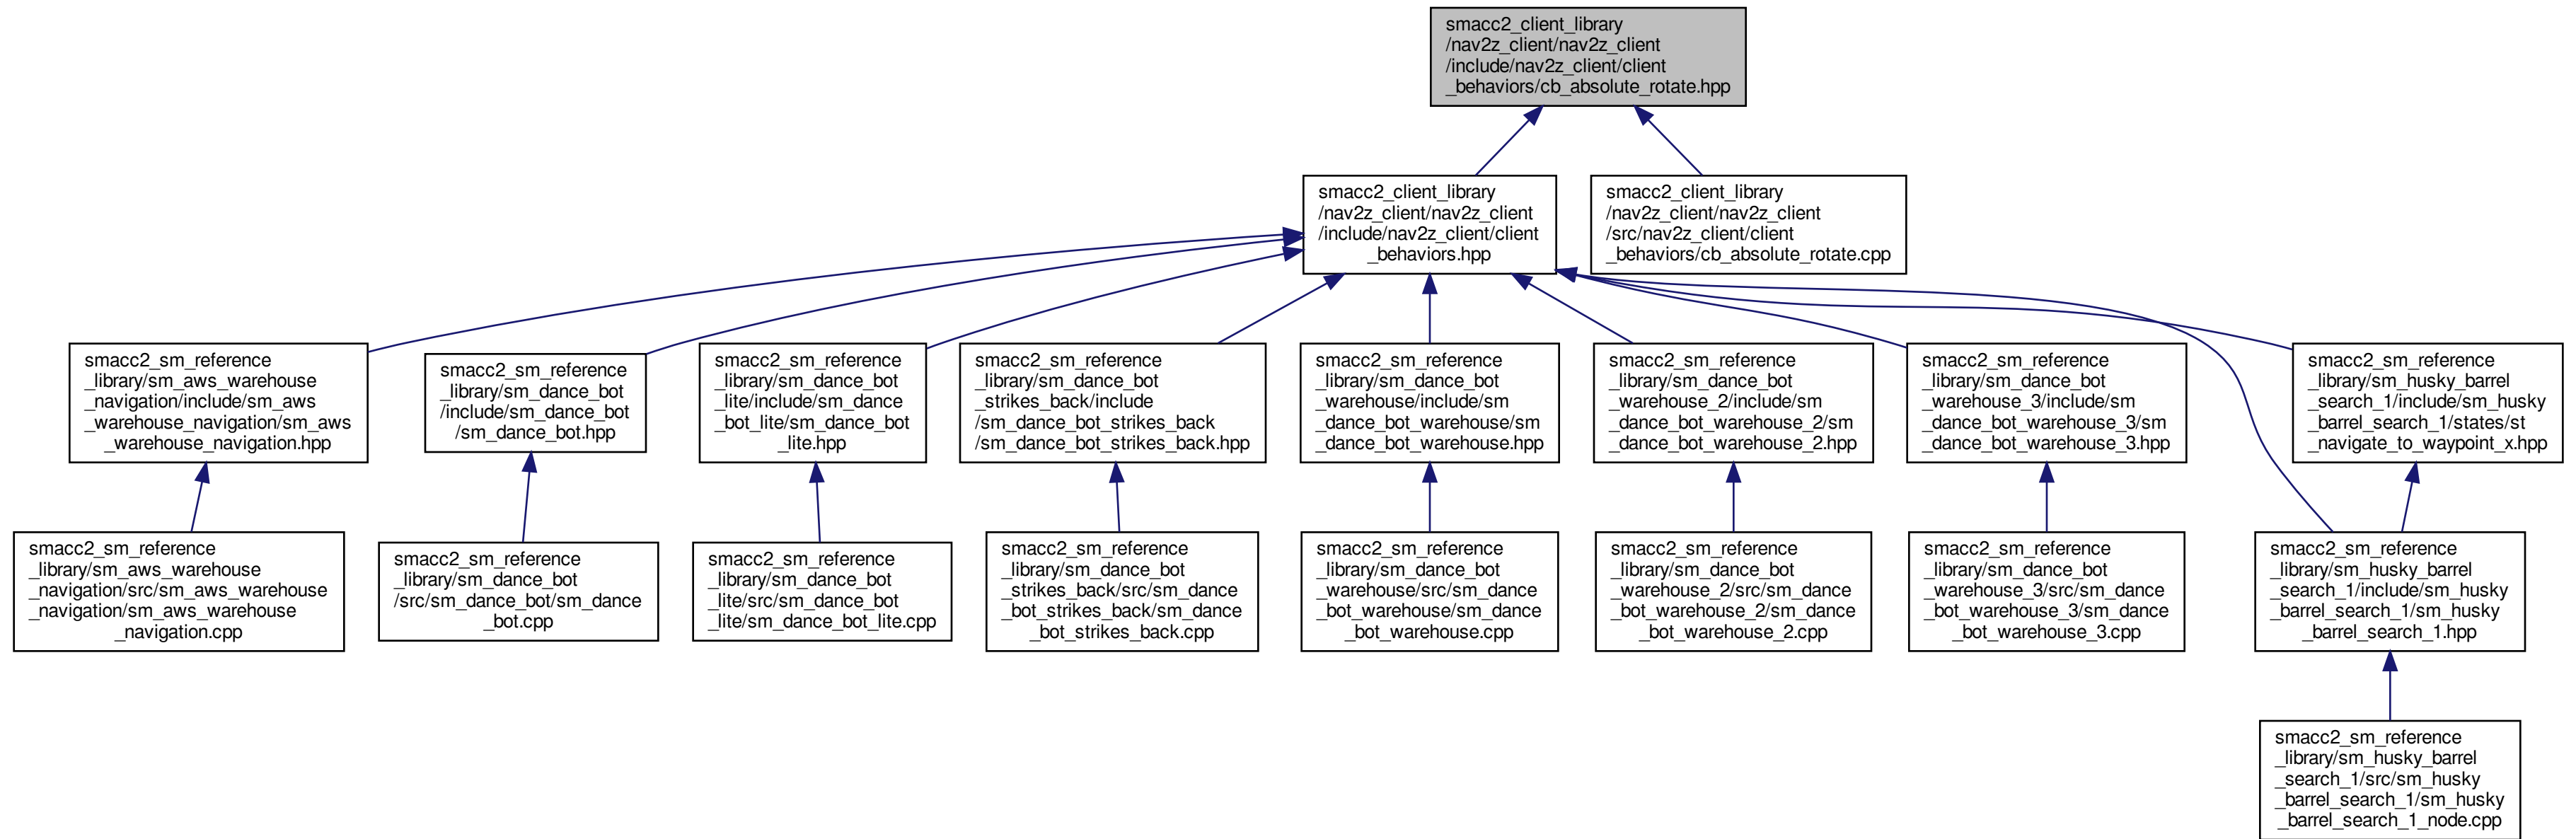 smacc2_client_library
/nav2z_client/nav2z_client
/include/nav2z_client/client
_behaviors/cb_absolute_rotate.hpp
smacc2_client_library
/nav2z_client/nav2z_client
/include/nav2z_client/client
_behaviors.hpp
smacc2_client_library
/nav2z_client/nav2z_client
/src/nav2z_client/client
_behaviors/cb_absolute_rotate.cpp
smacc2_sm_reference
_library/sm_aws_warehouse
_navigation/include/sm_aws
_warehouse_navigation/sm_aws
_warehouse_navigation.hpp
smacc2_sm_reference
_library/sm_dance_bot
/include/sm_dance_bot
/sm_dance_bot.hpp
smacc2_sm_reference
_library/sm_dance_bot
_lite/include/sm_dance
_bot_lite/sm_dance_bot
_lite.hpp
smacc2_sm_reference
_library/sm_dance_bot
_strikes_back/include
/sm_dance_bot_strikes_back
/sm_dance_bot_strikes_back.hpp
smacc2_sm_reference
_library/sm_dance_bot
_warehouse/include/sm
_dance_bot_warehouse/sm
_dance_bot_warehouse.hpp
smacc2_sm_reference
_library/sm_dance_bot
_warehouse_2/include/sm
_dance_bot_warehouse_2/sm
_dance_bot_warehouse_2.hpp
smacc2_sm_reference
_library/sm_dance_bot
_warehouse_3/include/sm
_dance_bot_warehouse_3/sm
_dance_bot_warehouse_3.hpp
smacc2_sm_reference
_library/sm_husky_barrel
_search_1/include/sm_husky
_barrel_search_1/states/st
_navigate_to_waypoint_x.hpp
smacc2_sm_reference
_library/sm_aws_warehouse
_navigation/src/sm_aws_warehouse
_navigation/sm_aws_warehouse
_navigation.cpp
smacc2_sm_reference
_library/sm_dance_bot
/src/sm_dance_bot/sm_dance
_bot.cpp
smacc2_sm_reference
_library/sm_dance_bot
_lite/src/sm_dance_bot
_lite/sm_dance_bot_lite.cpp
smacc2_sm_reference
_library/sm_dance_bot
_strikes_back/src/sm_dance
_bot_strikes_back/sm_dance
_bot_strikes_back.cpp
smacc2_sm_reference
_library/sm_dance_bot
_warehouse/src/sm_dance
_bot_warehouse/sm_dance
_bot_warehouse.cpp
smacc2_sm_reference
_library/sm_dance_bot
_warehouse_2/src/sm_dance
_bot_warehouse_2/sm_dance
_bot_warehouse_2.cpp
smacc2_sm_reference
_library/sm_dance_bot
_warehouse_3/src/sm_dance
_bot_warehouse_3/sm_dance
_bot_warehouse_3.cpp
smacc2_sm_reference
_library/sm_husky_barrel
_search_1/include/sm_husky
_barrel_search_1/sm_husky
_barrel_search_1.hpp
smacc2_sm_reference
_library/sm_husky_barrel
_search_1/src/sm_husky
_barrel_search_1/sm_husky
_barrel_search_1_node.cpp